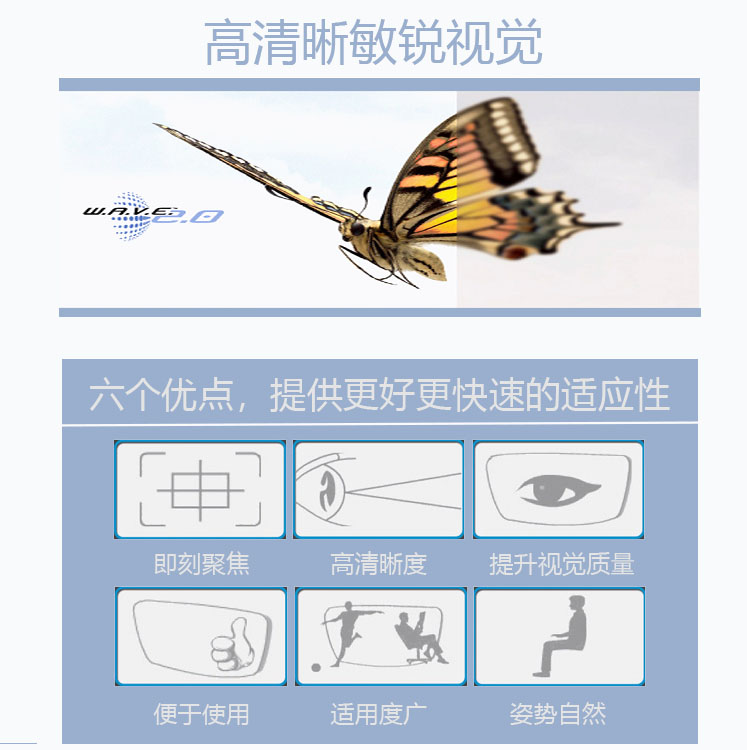 高清晰敏锐视觉
W.A.V.E. 2.0
六个优点，提供更好更快速的适应性
即刻聚焦
高清晰度
提升视觉质量
便于使用
适用度广
姿势自然